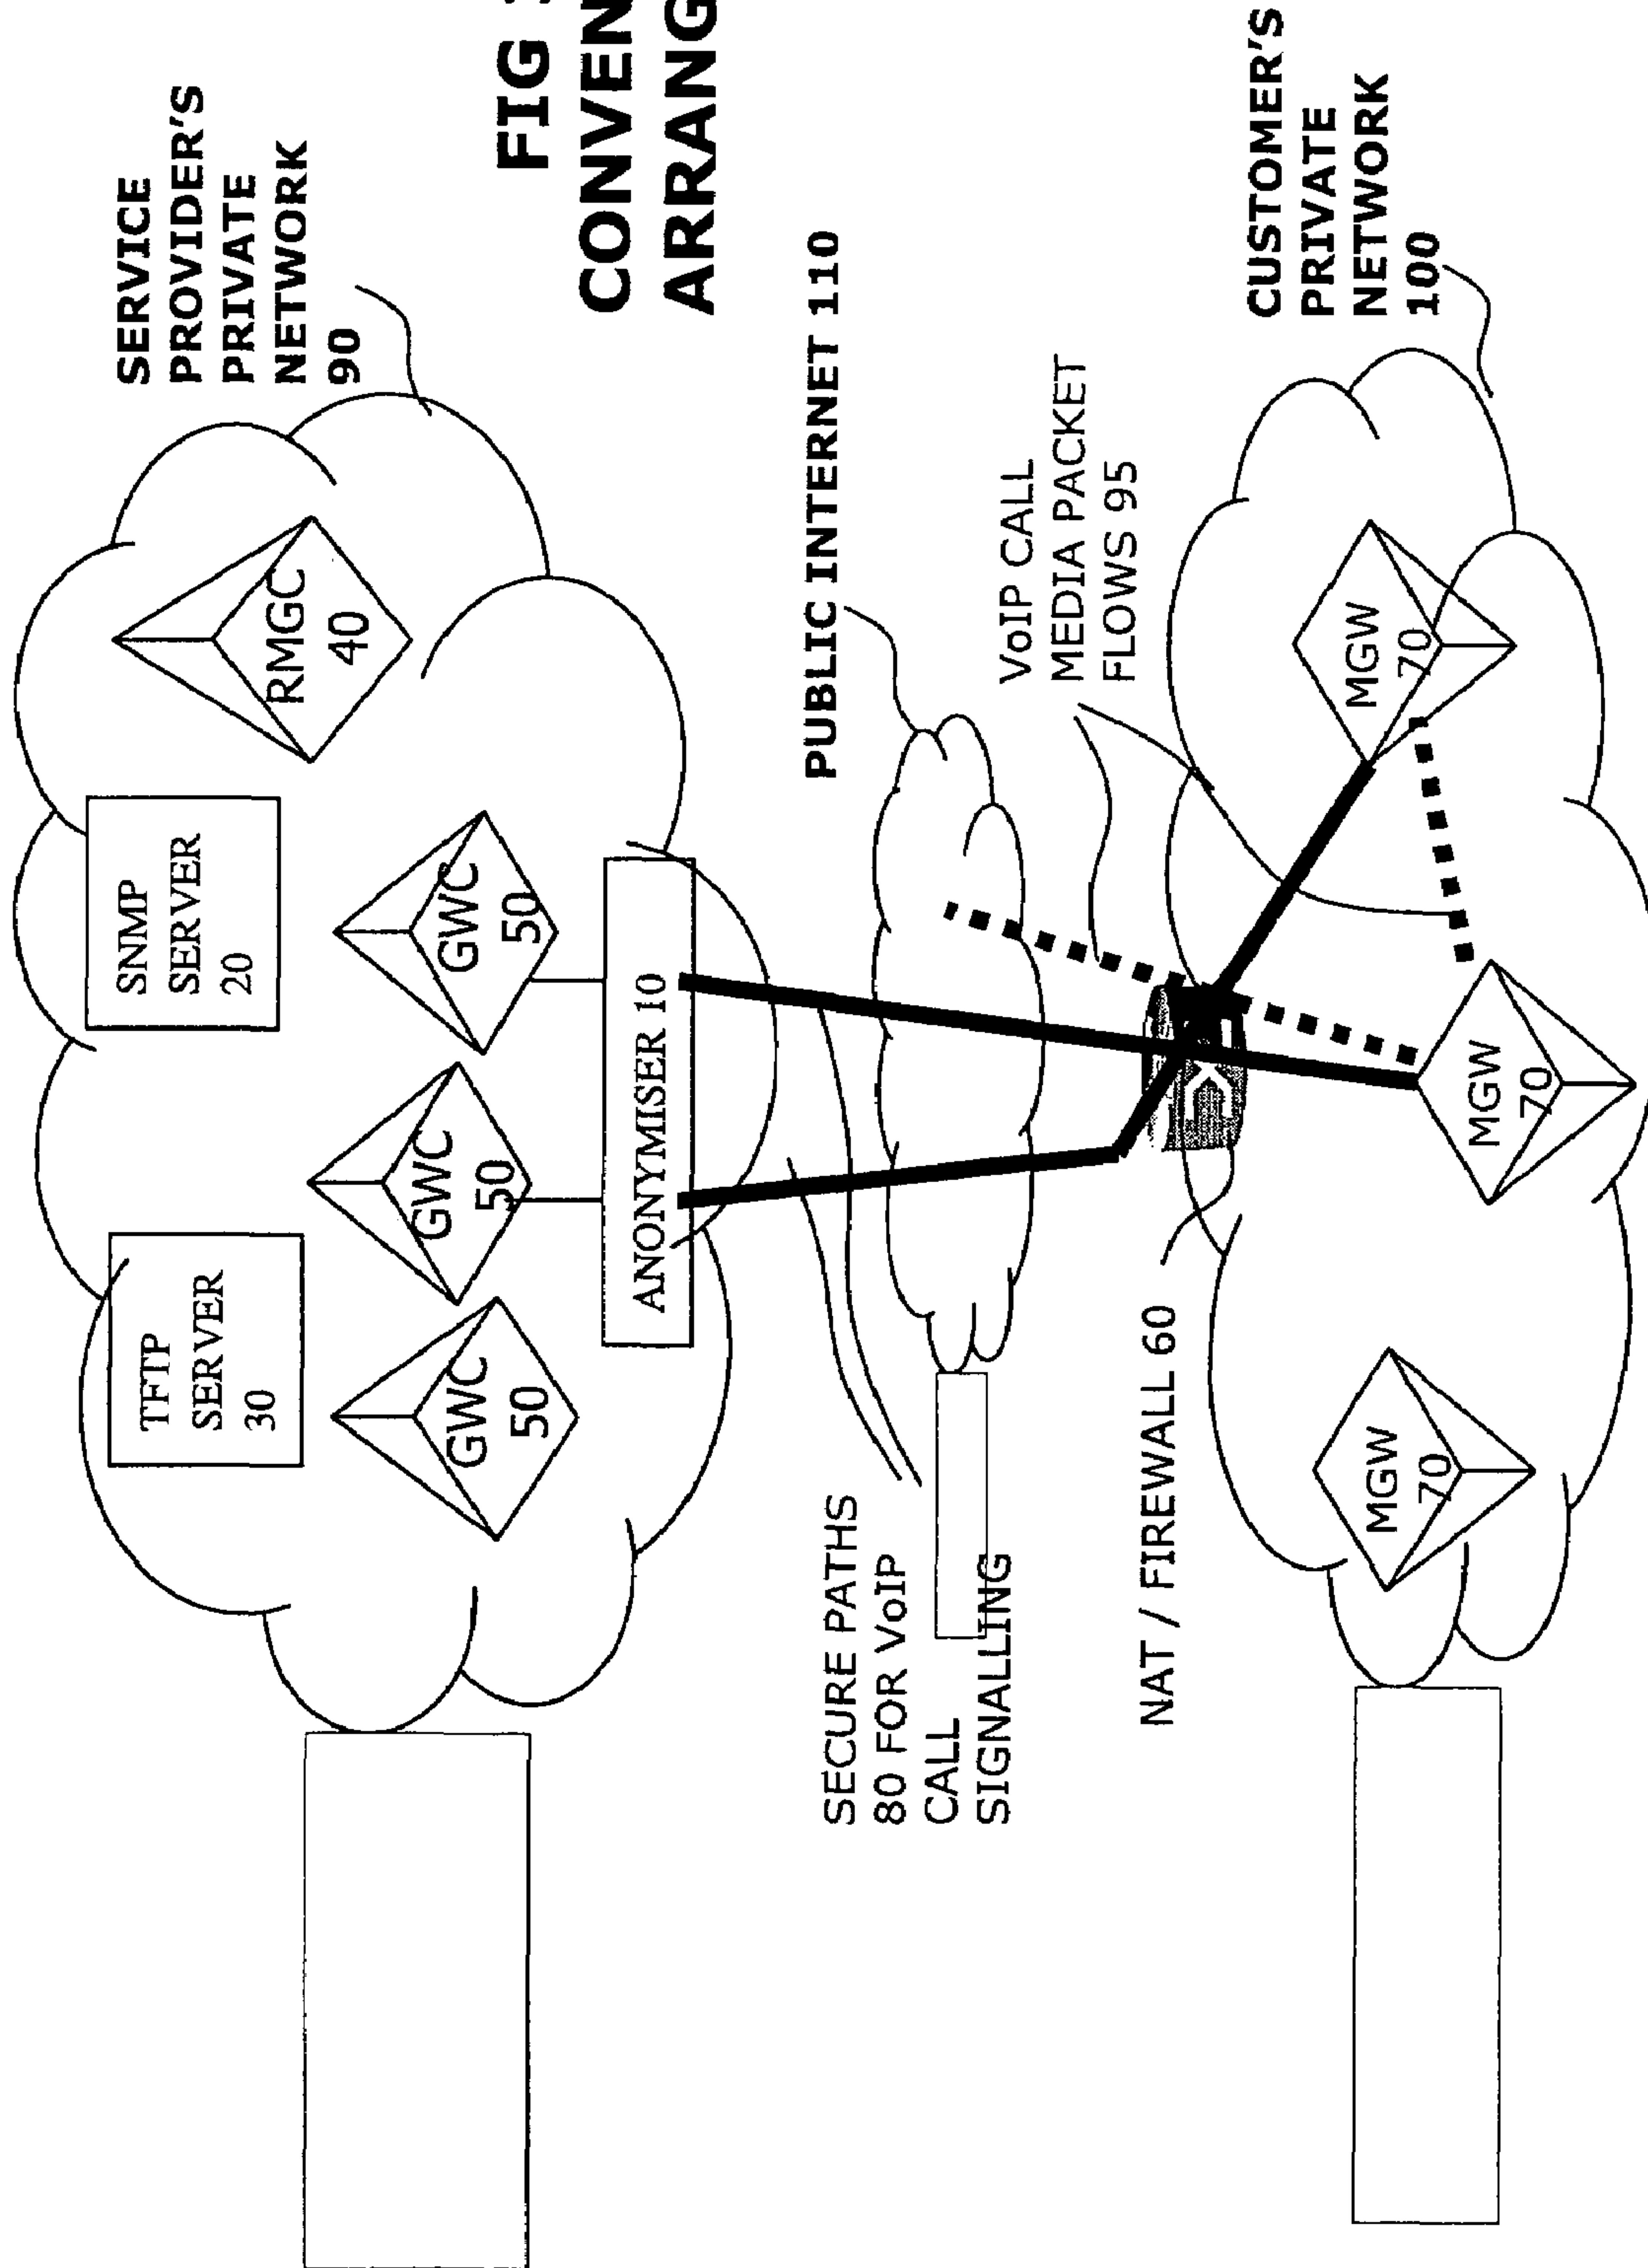 TFTP
SERVER
30
SNMP
SERVER
20
SERVICE
PROVIDER'S
PRIVATE
NETWORK
90
RMGC
40
GWC
50
GWC
50
GWC
50
FIG
CONVEN
ARRANG
ANONYMISER 10
PUBLIC INTERNET 110
SECURE PATHS
80 FOR VoIP
CALL
SIGNALLING
VoIP CALL
MEDIA PACKET
FLOWS 95
NAT / FIREWALL 60
CUSTOMER'S
PRIVATE
NETWORK
100
MGW
70
MGW
70
MGW
70